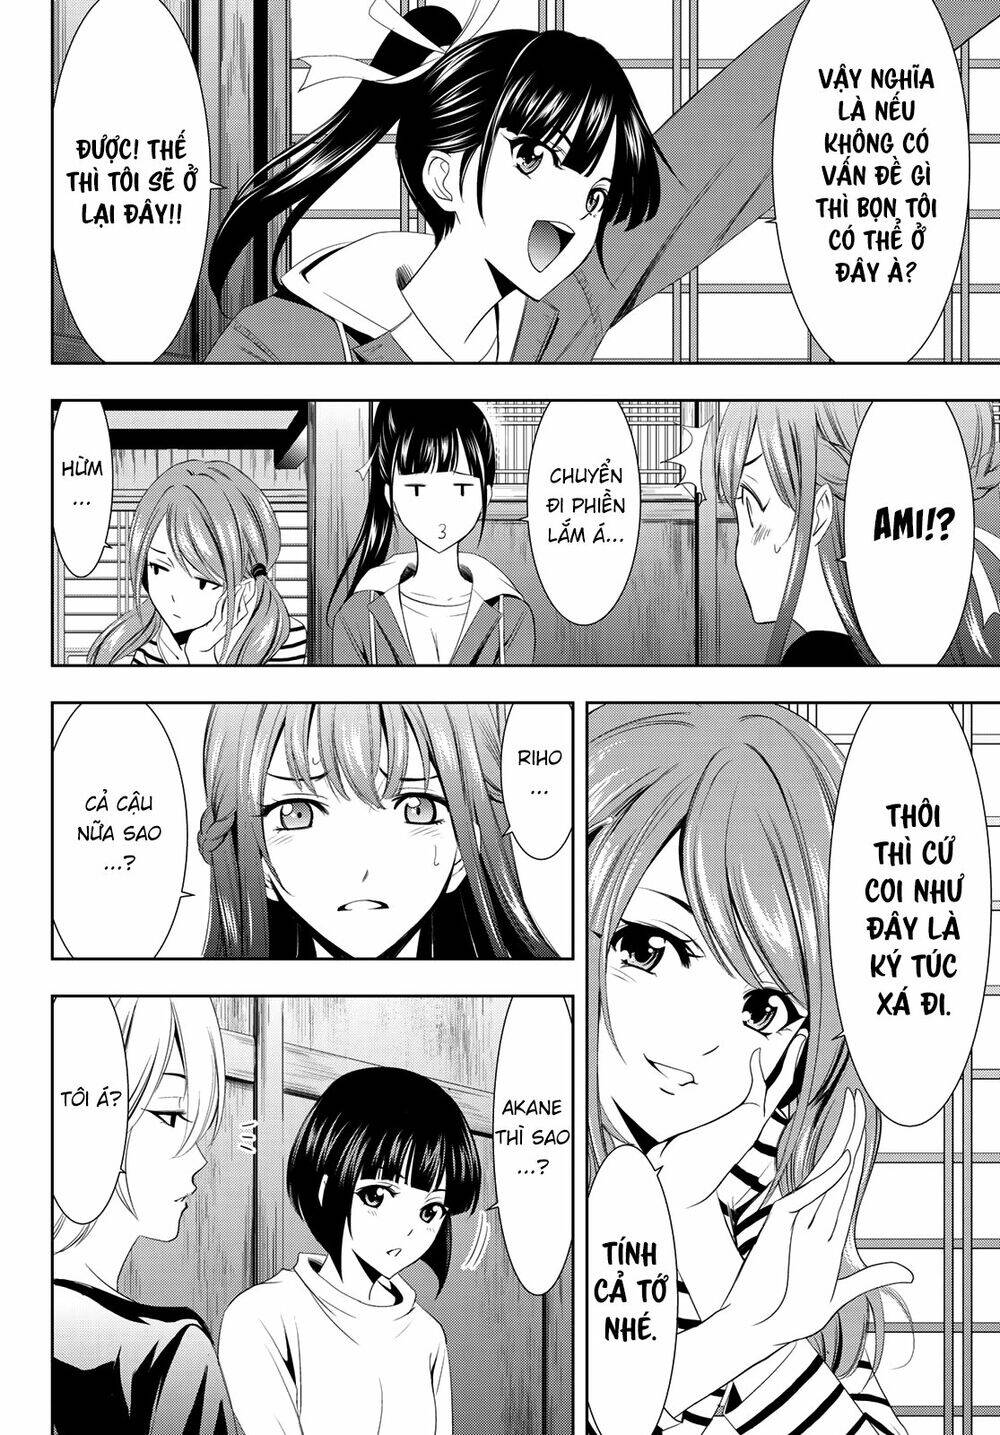 VẬY NGHĨA
LÀ NẾU
KHÔNG CÓ
VẤN ĐỀ GÌ
THÌ BỌN TÔI
CÓ THỂ Ở
ĐÂY À?
ĐƯỢC! THẾ
THÌ TÔI SẼ Ở
LẠI ĐÂY!!
AMI!?
CHUYỂN
ĐI PHIỀN
LẮM Á...
HỪM
...
THÔI
THÌ CỨ
COI NHƯ
ĐÂY LÀ
KÝ TÚC
XÁ ĐI.
TÍNH
CẢ TỚ
NHÉ.
RIHO
...
CẢ CẬU
NỮA SAO
...?
AKANE
THÌ SAO
...?
TÔI Á?